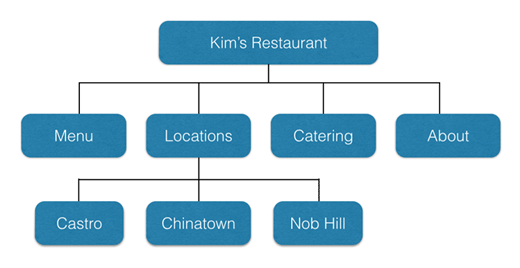 Kim’s Restaurant
Menu
Locations
Catering
About
Castro
Chinatown
Nob Hill